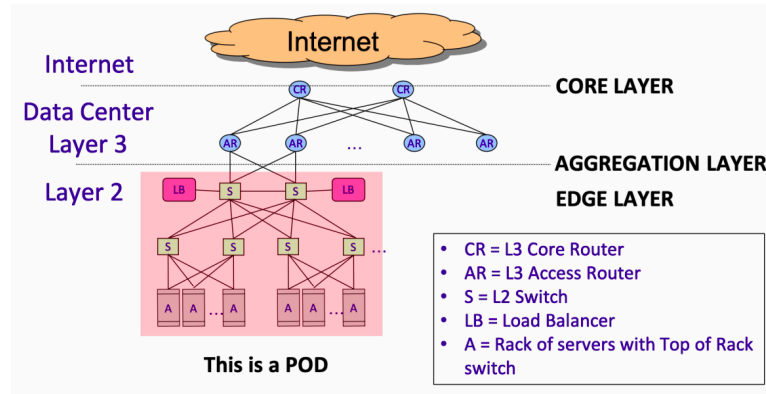 Internet
Internet
CORE LAYER
CR CR
Data Center
Layer 3
AR AR ... AR AR
AGGREGATION LAYER
Layer 2
LB S S LB
EDGE LAYER
S S S S ...
A A ... A A A ... A
This is a POD
• CR = L3 Core Router
• AR = L3 Access Router
• S = L2 Switch
• LB = Load Balancer
• A = Rack of servers with Top of Rack
switch